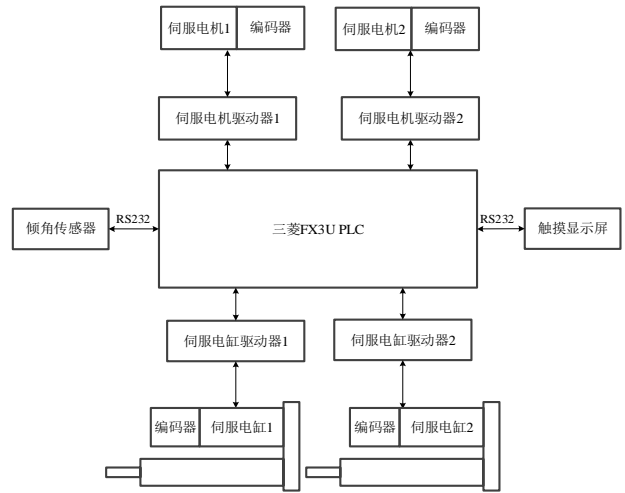 伺服电机1 编码器 伺服电机2 编码器
伺服电机驱动器1 伺服电机驱动器2
倾角传感器 RS232 三菱FX3U PLC RS232 触摸显示屏
伺服电缸驱动器1 伺服电缸驱动器2
编码器 伺服电缸1 编码器 伺服电缸2